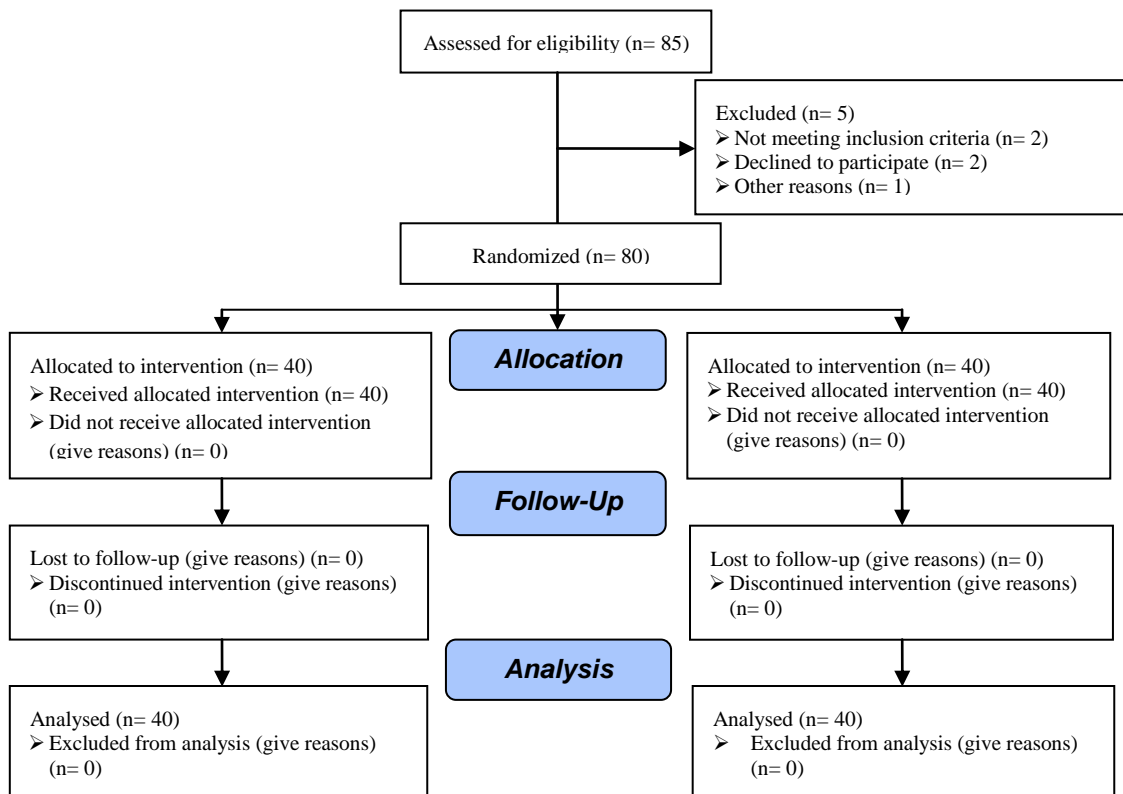 Assessed for eligibility (n= 85)
Excluded (n= 5)
➢ Not meeting inclusion criteria (n= 2)
➢ Declined to participate (n= 2)
➢ Other reasons (n= 1)
Randomized (n= 80)
Allocation
Allocated to intervention (n= 40)
➢ Received allocated intervention (n= 40)
➢ Did not receive allocated intervention
(give reasons) (n= 0)
Allocated to intervention (n= 40)
➢ Received allocated intervention (n= 40)
➢ Did not receive allocated intervention
(give reasons) (n= 0)
Follow-Up
Lost to follow-up (give reasons) (n= 0)
➢ Discontinued intervention (give reasons)
(n= 0)
Lost to follow-up (give reasons) (n= 0)
➢ Discontinued intervention (give reasons)
(n= 0)
Analysis
Analysed (n= 40)
➢ Excluded from analysis (give reasons)
(n= 0)
Analysed (n= 40)
➢ Excluded from analysis (give reasons)
(n= 0)